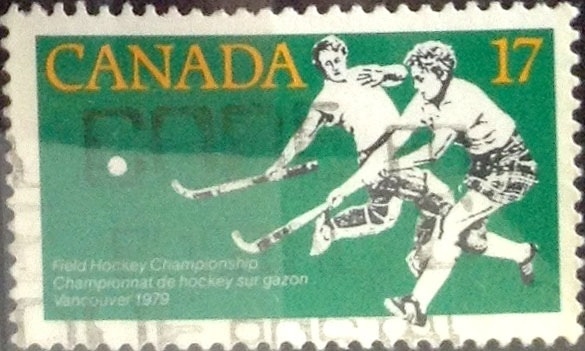 CANADA 17
Field Hockey Championship
Championnat de hockey sur gazon
Vancouver 1979